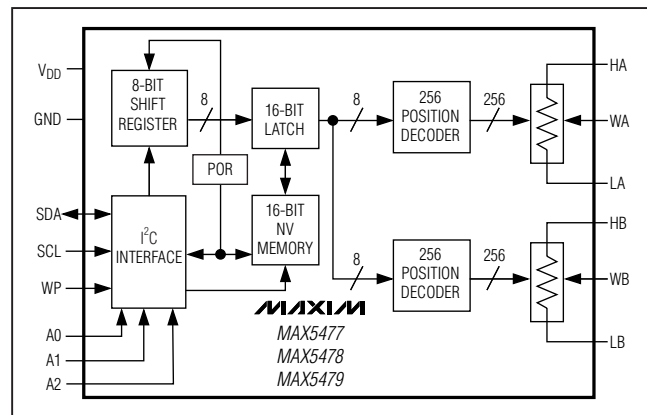 V_DD
GND
SDA
SCL
WP
A0
A1
A2
8-BIT
SHIFT
REGISTER
8
16-BIT
LATCH
POR
I²C
INTERFACE
16-BIT
NV
MEMORY
8
256
POSITION
DECODER
256
HA
WA
LA
8
256
POSITION
DECODER
256
HB
WB
LB
MAXIM
MAX5477
MAX5478
MAX5479